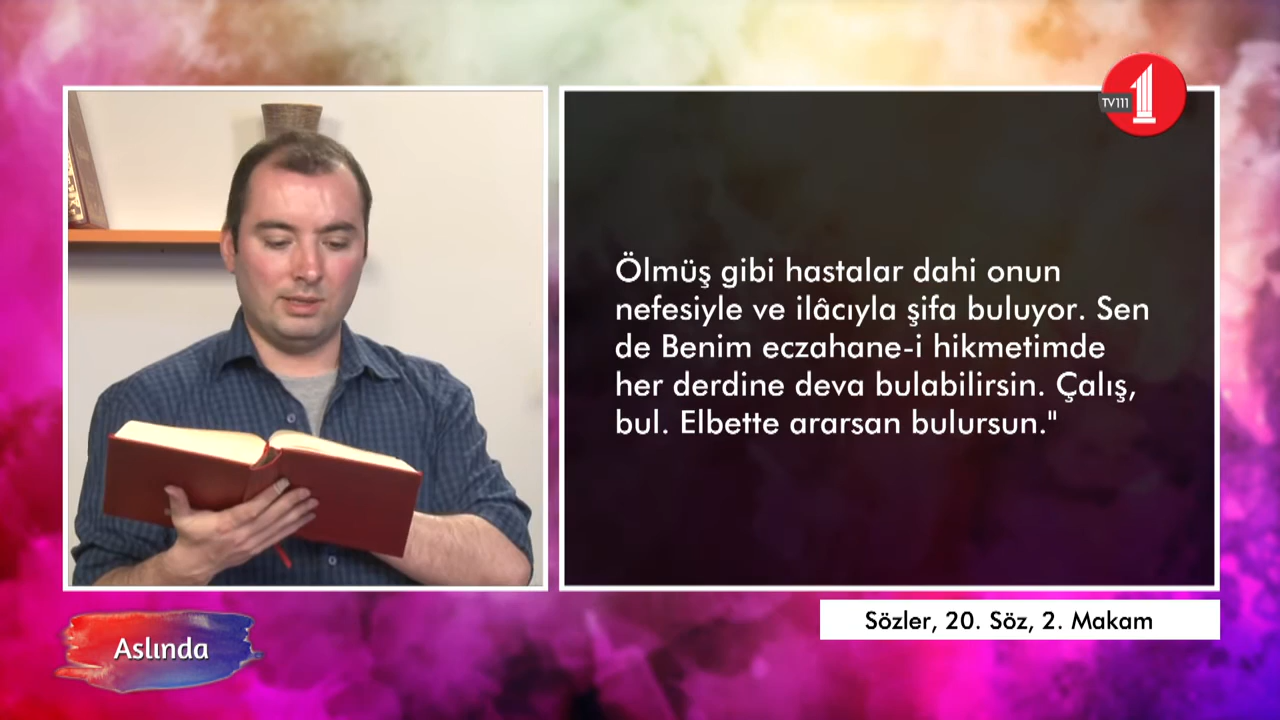 TV111
1
Ölmüş gibi hastalar dahi onun
nefesiyle ve ilâcıyla şifa buluyor. Sen
de Benim eczahane-i hikmetimde
her derdine deva bulabilirsin. Çalış,
bul. Elbette ararsan bulursun."
Sözler, 20. Söz, 2. Makam
Aslında